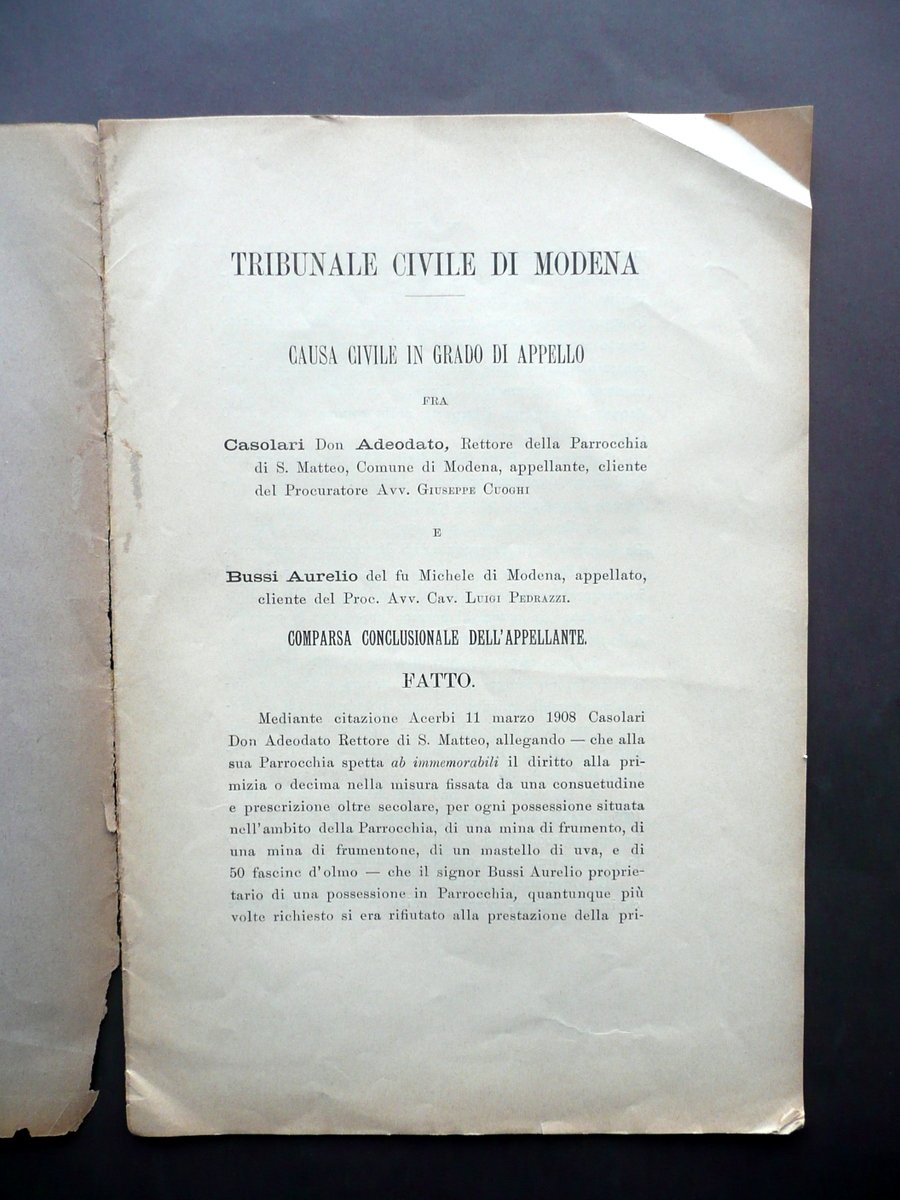 TRIBUNALE CIVILE DI MODENA
CAUSA CIVILE IN GRADO DI APPELLO
FRA
Casolari Don Adeodato, Rettore della Parrocchia
di S. Matteo, Comune di Modena, appellante, cliente
del Procuratore Avv. GIUSEPPE CUOGHI
E
Bussi Aurelio del fu Michele di Modena, appellato,
cliente del Proc. Avv. Cav. LUIGI PEDRAZZI.
COMPARSA CONCLUSIONALE DELL'APPELLANTE.
FATTO.
Mediante citazione Acerbi 11 marzo 1908 Casolari
Don Adeodato Rettore di S. Matteo, allegando — che alla
sua Parrocchia spetta ab immemorabili il diritto alla pri-
mizia o decima nella misura fissata da una consuetudine
e prescrizione oltre secolare, per ogni possessione situata
nell'ambito della Parrocchia, di una mina di frumento, di
una mina di frumentone, di un mastello di uva, e di
50 fascine d'olmo — che il signor Bussi Aurelio proprie-
tario di una possessione in Parrocchia, quantunque più
volte richiesto si era rifiutato alla prestazione della pri-